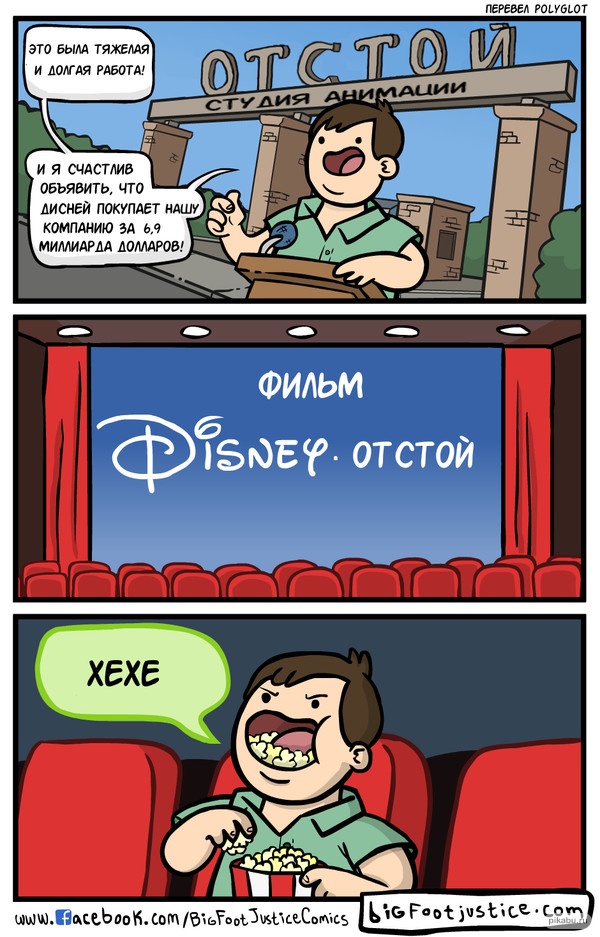 ПЕРЕВЕЛ POLYGLOT
ЭТО БЫЛА ТЯЖЕЛАЯ
И ДОЛГАЯ РАБОТА!
ОТСТОЙ
СТУДИЯ АНИМАЦИИ
И Я СЧАСТЛИВ
ОБЪЯВИТЬ, ЧТО
ДИСНЕЙ ПОКУПАЕТ НАШУ
КОМПАНИЮ ЗА 6,9
МИЛЛИАРДА ДОЛЛАРОВ!
ФИЛЬМ
DISNEY · ОТСТОЙ
ХЕХЕ
www.facebook.com/BiGFootJusticeComics
biGFootjustice.com
pikabu.ru